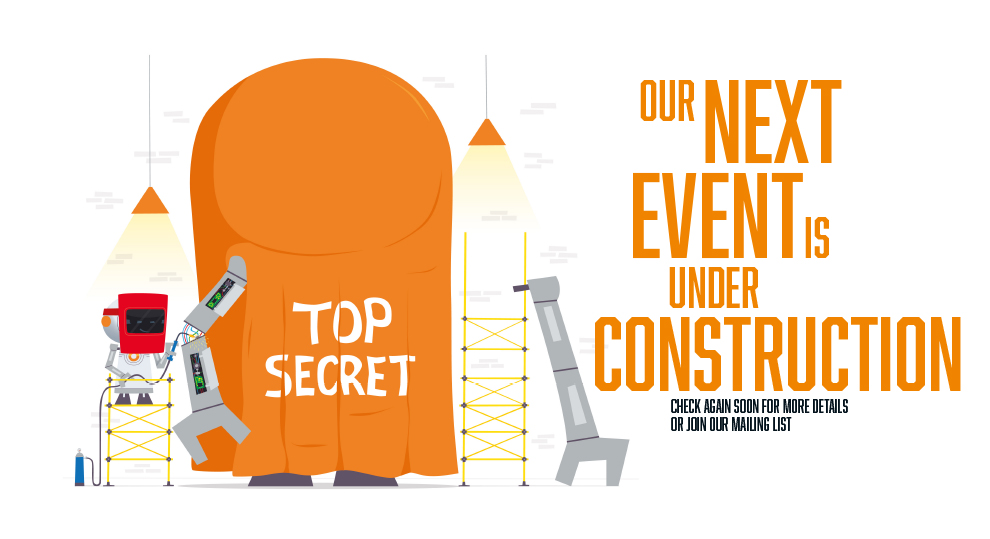 TOP
SECRET
OUR NEXT
EVENT IS
UNDER
CONSTRUCTION
CHECK AGAIN SOON FOR MORE DETAILS
OR JOIN OUR MAILING LIST